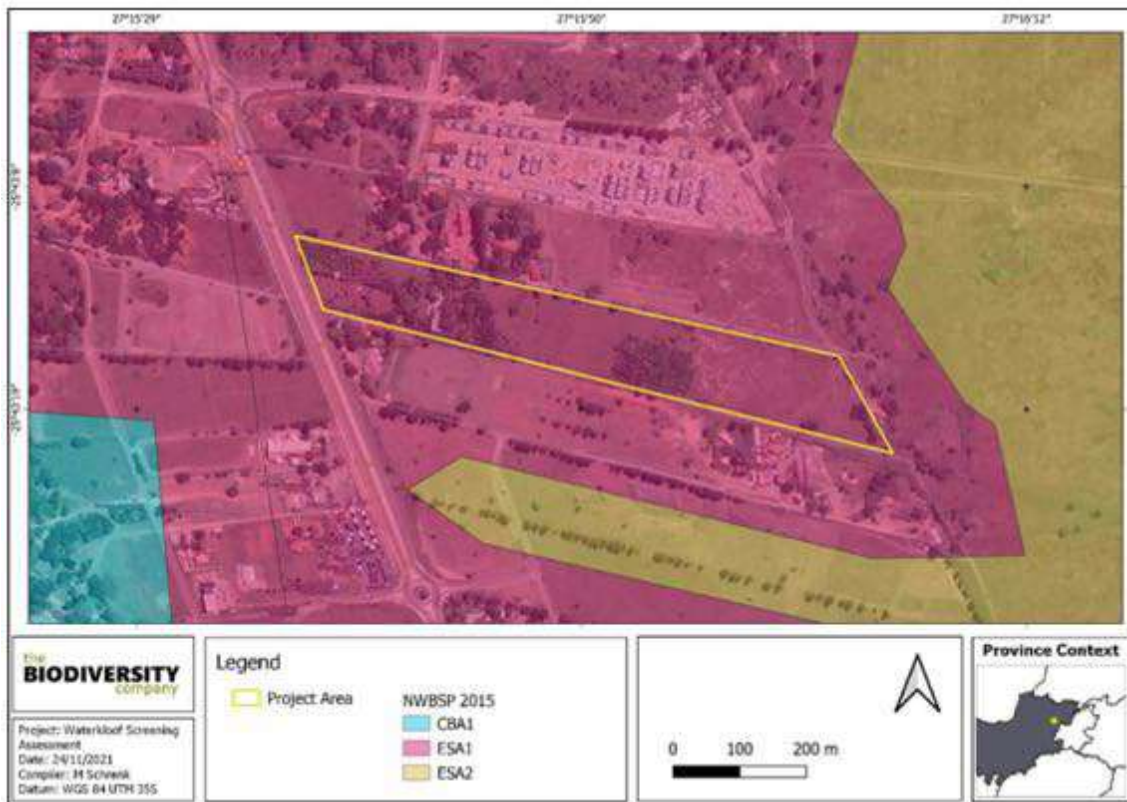 27°15'29" 27°15'50" 27°16'12"
the
BIODIVERSITY
company
Project: Waterkloof Screening
Assessment
Date: 24/11/2021
Compiler: M Schrenk
Datum: WGS 84 UTM 35S
Legend
Project Area
NWBSP 2015
CBA1
ESA1
ESA2
0 100 200 m
Province Context